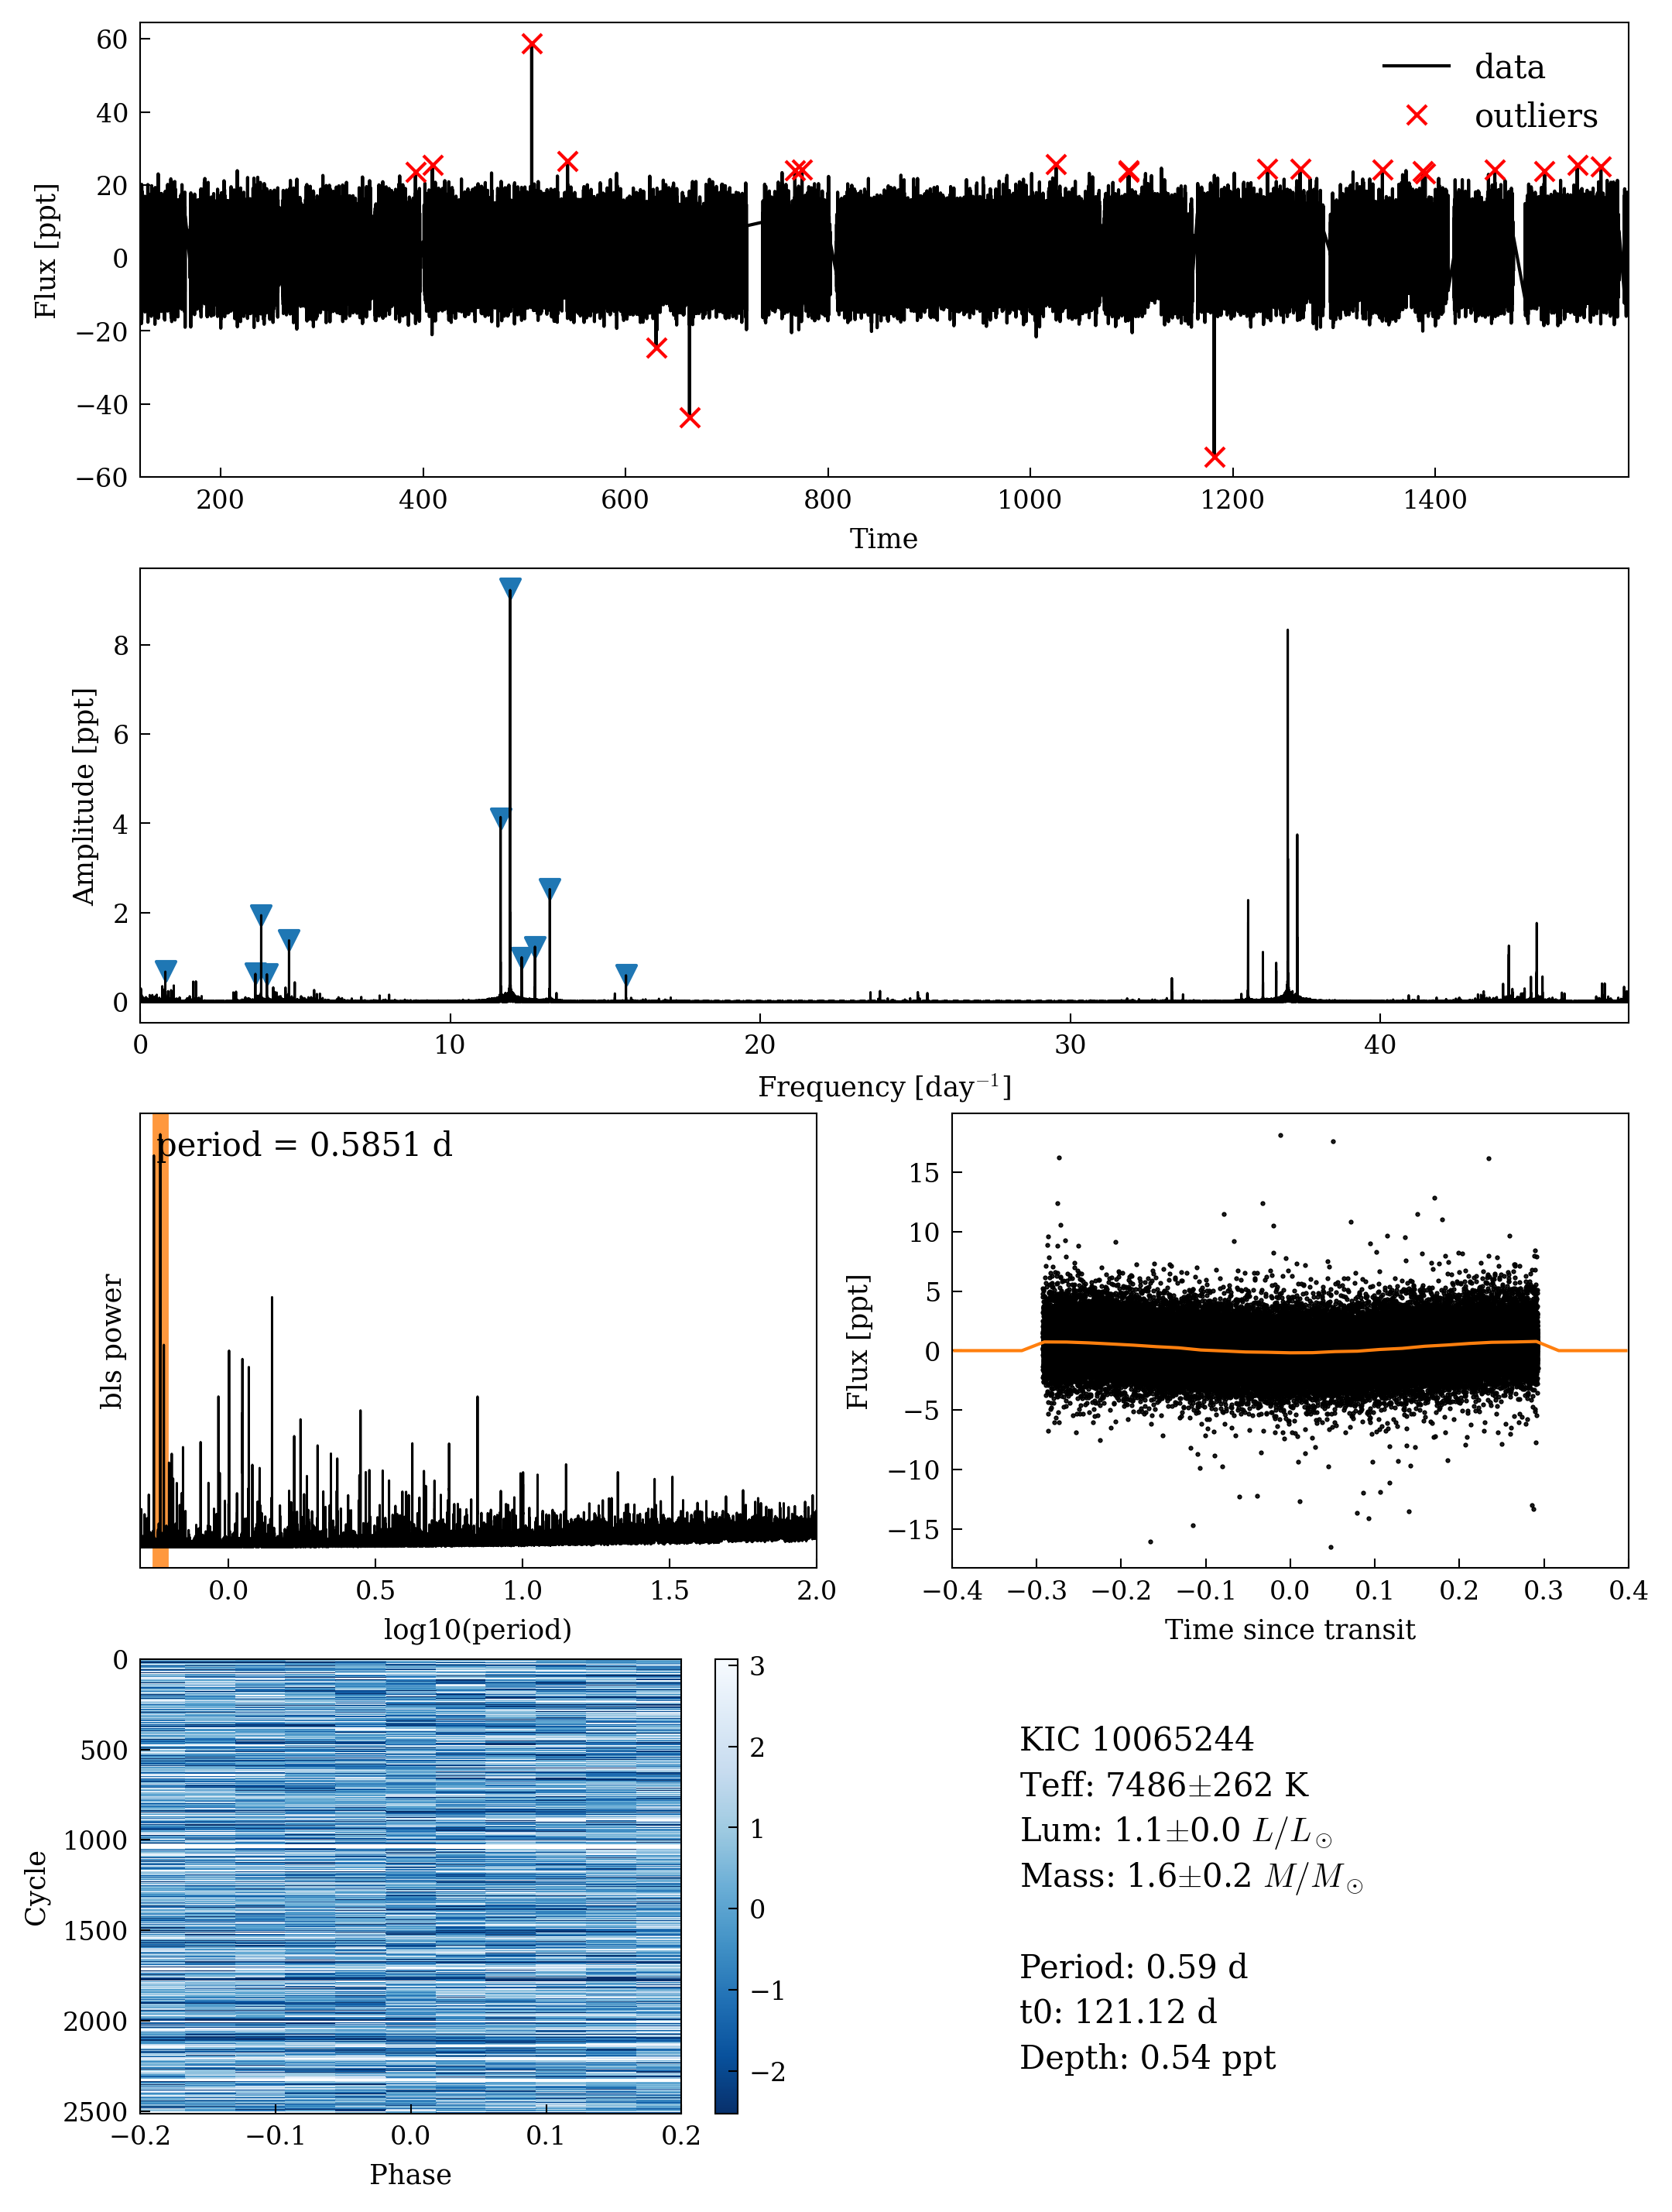 60
40
20
0
−20
−40
−60
Flux [ppt]
data
outliers
200 400 600 800 1000 1200 1400
Time
8
6
4
2
0
Amplitude [ppt]
0 10 20 30 40
Frequency [day⁻¹]
period = 0.5851 d
bls power
0.0 0.5 1.0 1.5 2.0
log10(period)
15
10
5
0
−5
−10
−15
Flux [ppt]
−0.4 −0.3 −0.2 −0.1 0.0 0.1 0.2 0.3 0.4
Time since transit
0
500
1000
1500
2000
2500
Cycle
−0.2 −0.1 0.0 0.1 0.2
Phase
3
2
1
0
−1
−2
KIC 10065244
Teff: 7486±262 K
Lum: 1.1±0.0 L/L☉
Mass: 1.6±0.2 M/M☉
Period: 0.59 d
t0: 121.12 d
Depth: 0.54 ppt